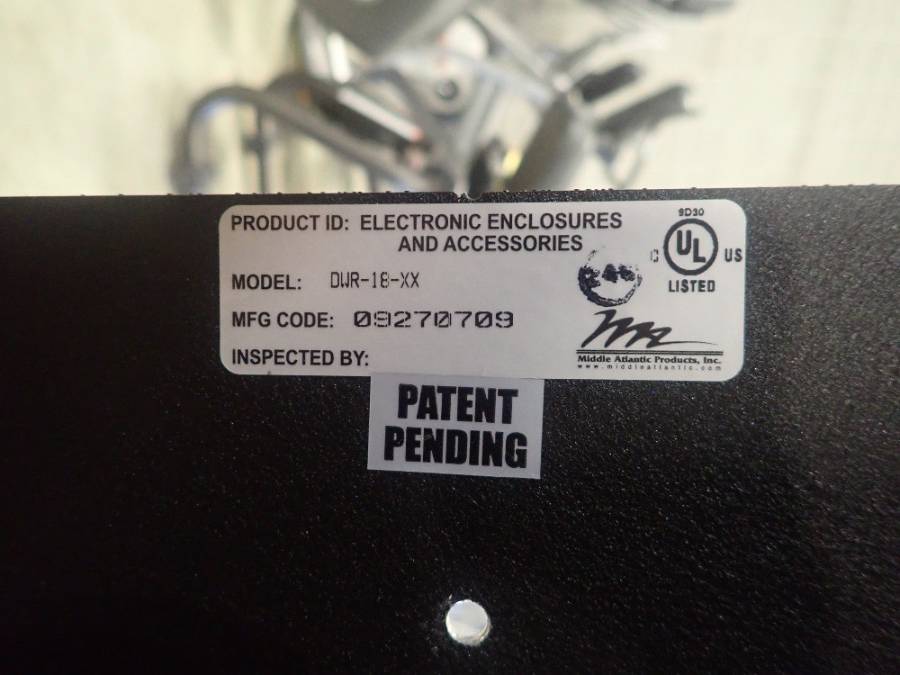 PRODUCT ID: ELECTRONIC ENCLOSURES
AND ACCESSORIES
MODEL: DWR-18-XX
MFG CODE: 09270709
INSPECTED BY:
9D30
C UL US
LISTED
Middle Atlantic Products, Inc.
www.middleatlantic.com
PATENT
PENDING